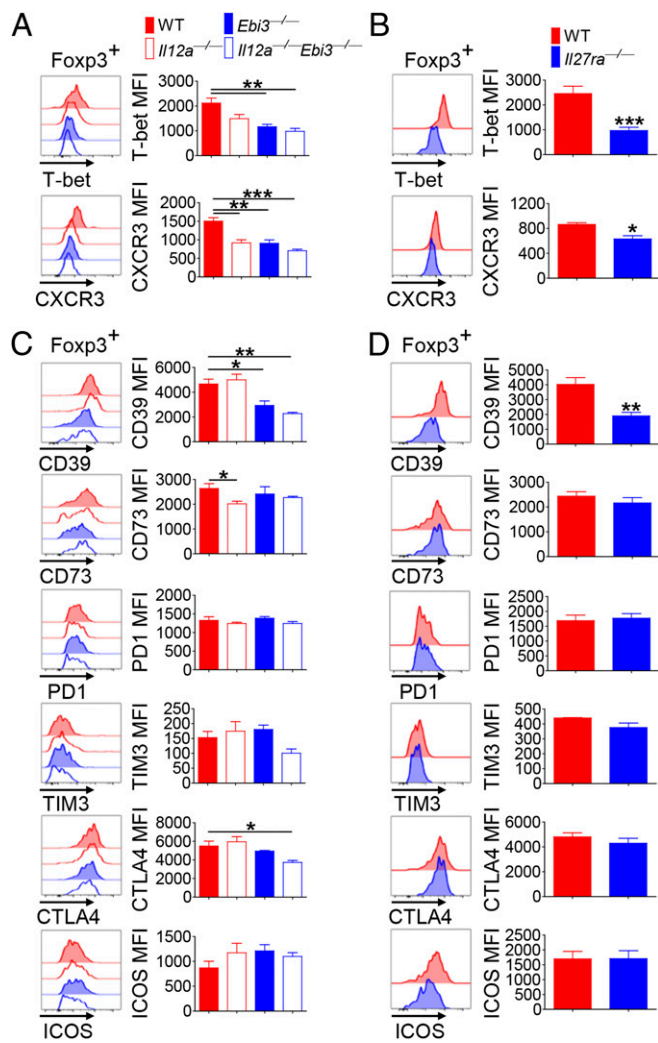 A
WT
Ebi3−/−
Il12a−/−
Il12a−/−Ebi3−/−
Foxp3+
T-bet
T-bet MFI
3000
2000
1000
0
**
CXCR3
CXCR3 MFI
2000
1500
1000
500
0
***
**
B
WT
Il27ra−/−
Foxp3+
T-bet
T-bet MFI
3000
2000
1000
0
***
CXCR3
CXCR3 MFI
1200
800
400
0
*
C
Foxp3+
CD39
CD39 MFI
6000
4000
2000
0
**
*
CD73
CD73 MFI
3000
2000
1000
0
*
PD1
PD1 MFI
2000
1500
1000
500
0
TIM3
TIM3 MFI
250
200
150
100
50
0
CTLA4
CTLA4 MFI
8000
6000
4000
2000
0
*
ICOS
ICOS MFI
1500
1000
500
0
D
Foxp3+
CD39
CD39 MFI
5000
4000
3000
2000
1000
0
**
CD73
CD73 MFI
3000
2000
1000
0
PD1
PD1 MFI
2500
2000
1500
1000
500
0
TIM3
TIM3 MFI
500
400
300
200
100
0
CTLA4
CTLA4 MFI
6000
4000
2000
0
ICOS
ICOS MFI
2500
2000
1500
1000
500
0